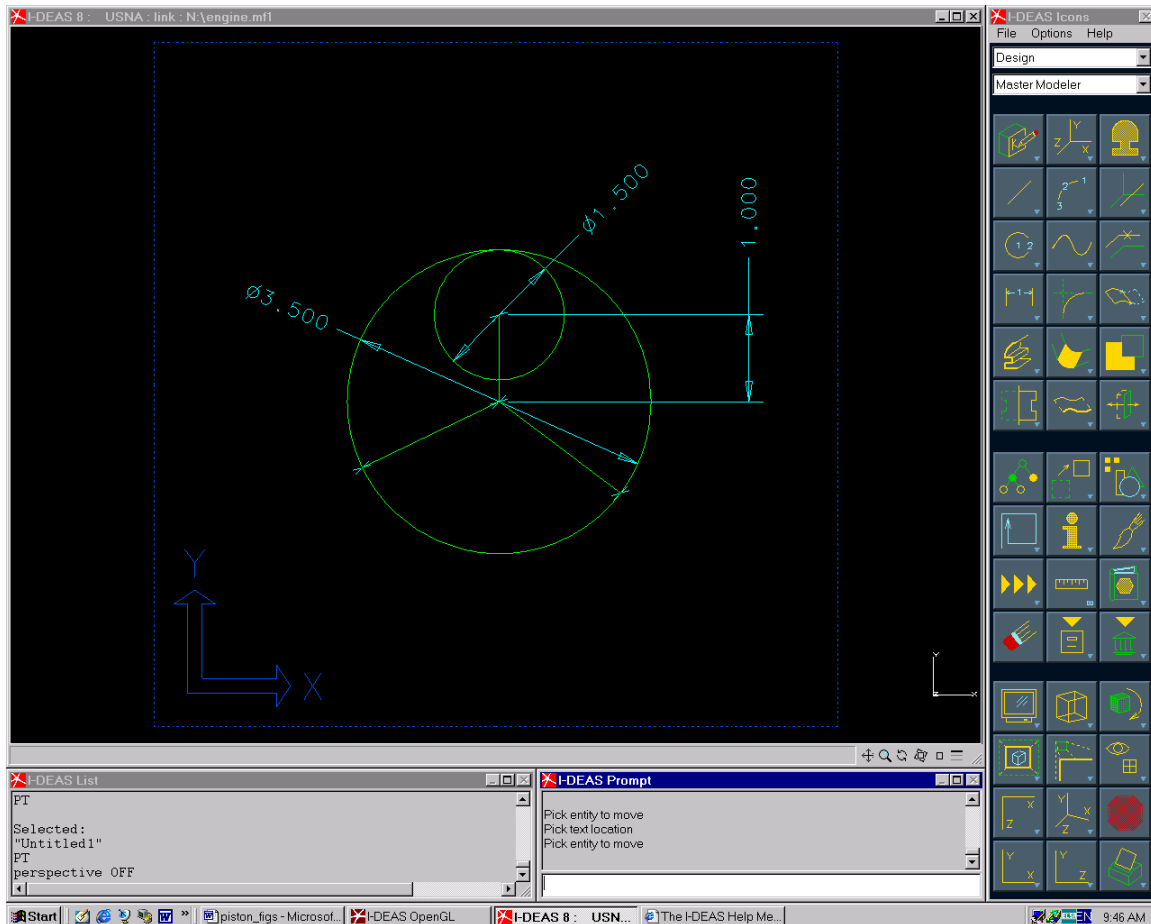 I-DEAS 8 :   USNA : link : N:\engine.mf1
Ø1.500
1.000
Ø3.500
Y
X
Y
X
I-DEAS Icons
File Options Help
Design
Master Modeler
I-DEAS List
PT
Selected:
"Untitled1"
PT
perspective OFF
I-DEAS Prompt
Pick entity to move
Pick text location
Pick entity to move
Start
piston_figs - Microsof...
I-DEAS OpenGL
I-DEAS 8 :   USN...
The I-DEAS Help Me...
EN
9:46 AM